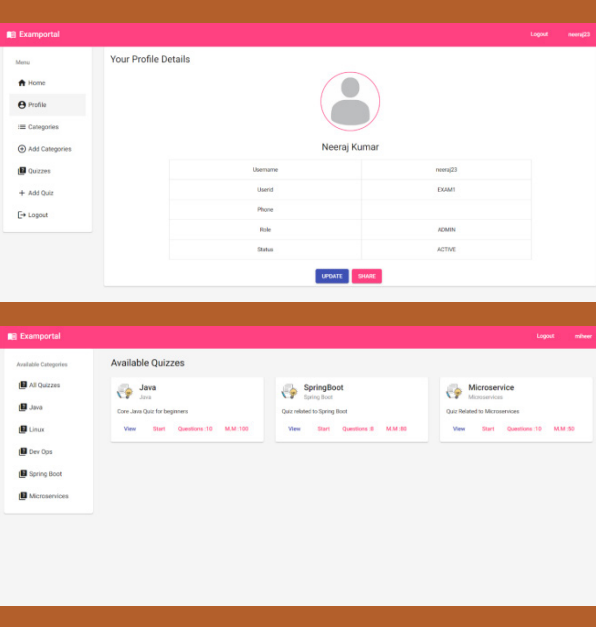 Examportal
Logout neeraj23
Menu
Home
Profile
Categories
Add Categories
Quizzes
Add Quiz
Logout
Your Profile Details
Neeraj Kumar
Username neeraj23
Userid EXAM1
Phone
Role ADMIN
Status ACTIVE
UPDATE SHARE
Examportal
Logout miheer
Available Categories
All Quizzes
Java
Linux
Dev Ops
Spring Boot
Microservices
Available Quizzes
Java
Java
Core Java Quiz for beginners
View Start Questions :10 M.M :100
SpringBoot
Spring Boot
Quiz related to Spring Boot
View Start Questions :8 M.M :80
Microservice
Microservices
Quiz Related to Microservices
View Start Questions :10 M.M :50